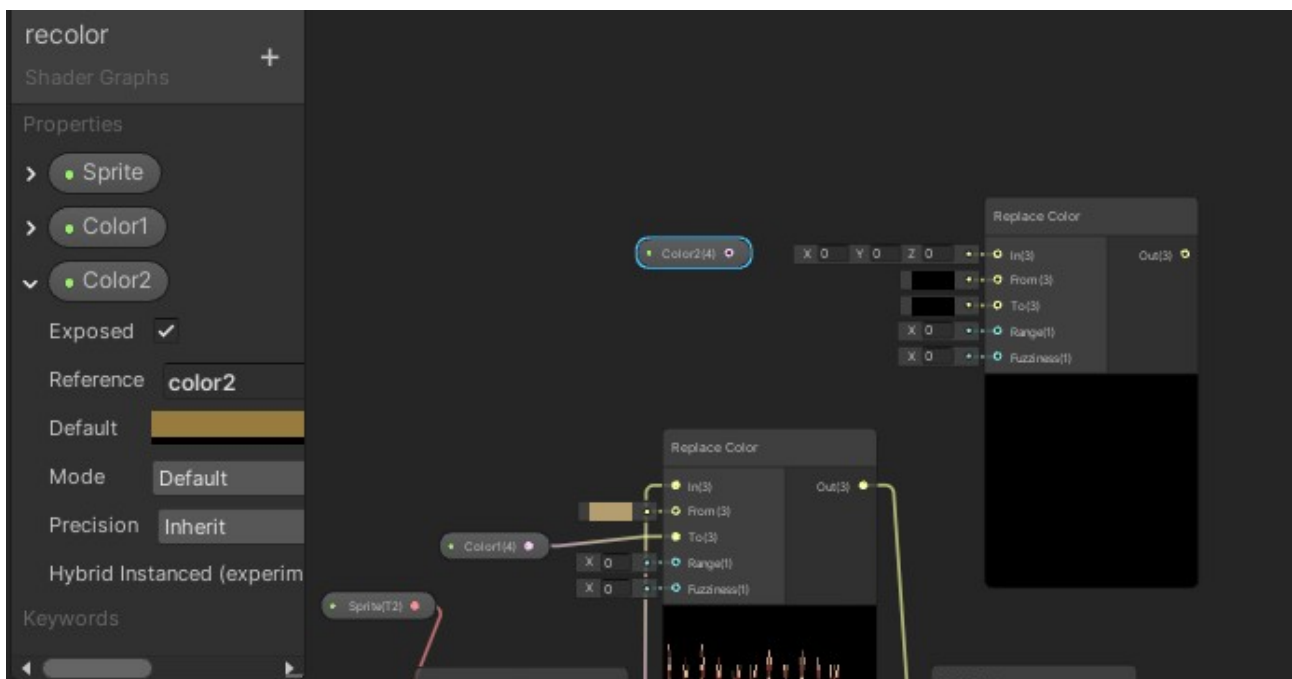 recolor
+
Shader Graphs
Properties
Sprite
Color1
Color2
Exposed
Reference color2
Default
Mode Default
Precision Inherit
Hybrid Instanced (experim
Keywords
Color2(4)
Replace Color
X 0 Y 0 Z 0 In(3) Out(3)
From (3)
To(3)
X 0 Range(1)
X 0 Fuzziness(1)
Replace Color
In(3) Out(3)
From (3)
Color1(4) To(3)
X 0 Range(1)
X 0 Fuzziness(1)
Sprite(T2)